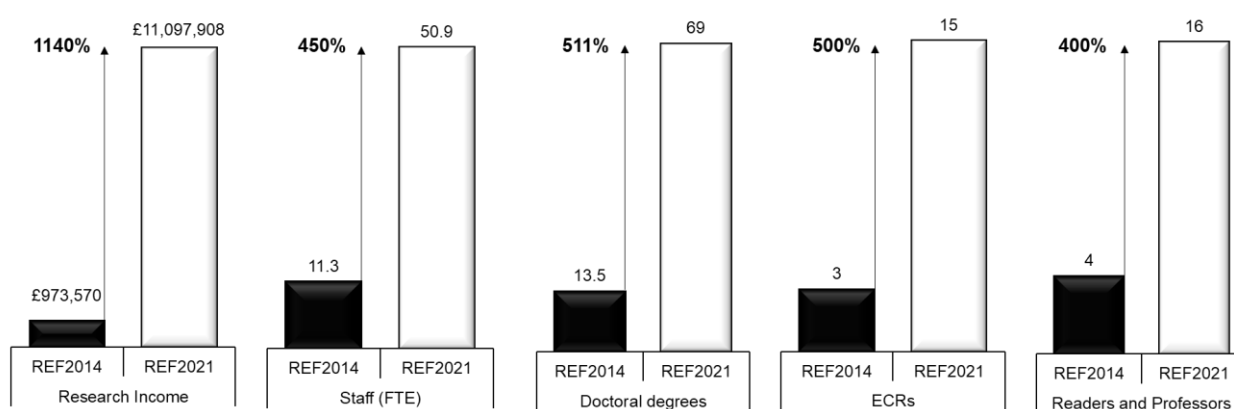 £11,097,908
1140%
£973,570
REF2014 REF2021
Research Income
50.9
450%
11.3
REF2014 REF2021
Staff (FTE)
69
511%
13.5
REF2014 REF2021
Doctoral degrees
15
500%
3
REF2014 REF2021
ECRs
16
400%
4
REF2014 REF2021
Readers and Professors